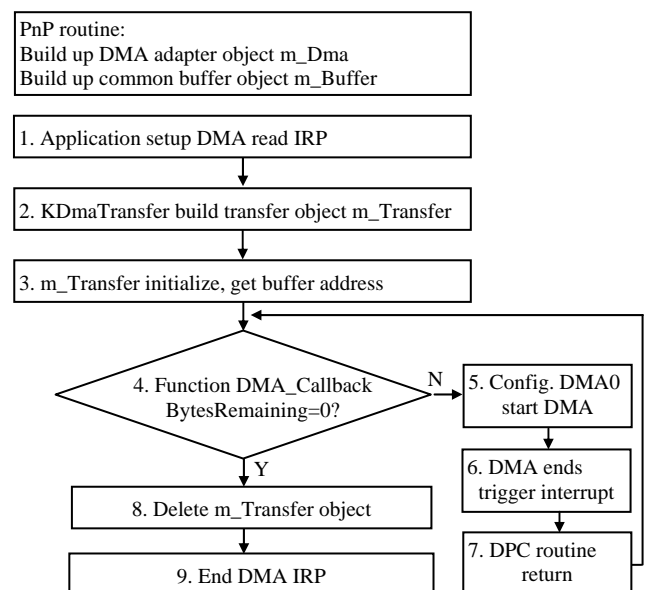 PnP routine:
Build up DMA adapter object m_Dma
Build up common buffer object m_Buffer
1. Application setup DMA read IRP
2. KDmaTransfer build transfer object m_Transfer
3. m_Transfer initialize, get buffer address
4. Function DMA_Callback
BytesRemaining=0?
N
5. Config. DMA0
start DMA
Y
6. DMA ends
trigger interrupt
8. Delete m_Transfer object
7. DPC routine
return
9. End DMA IRP